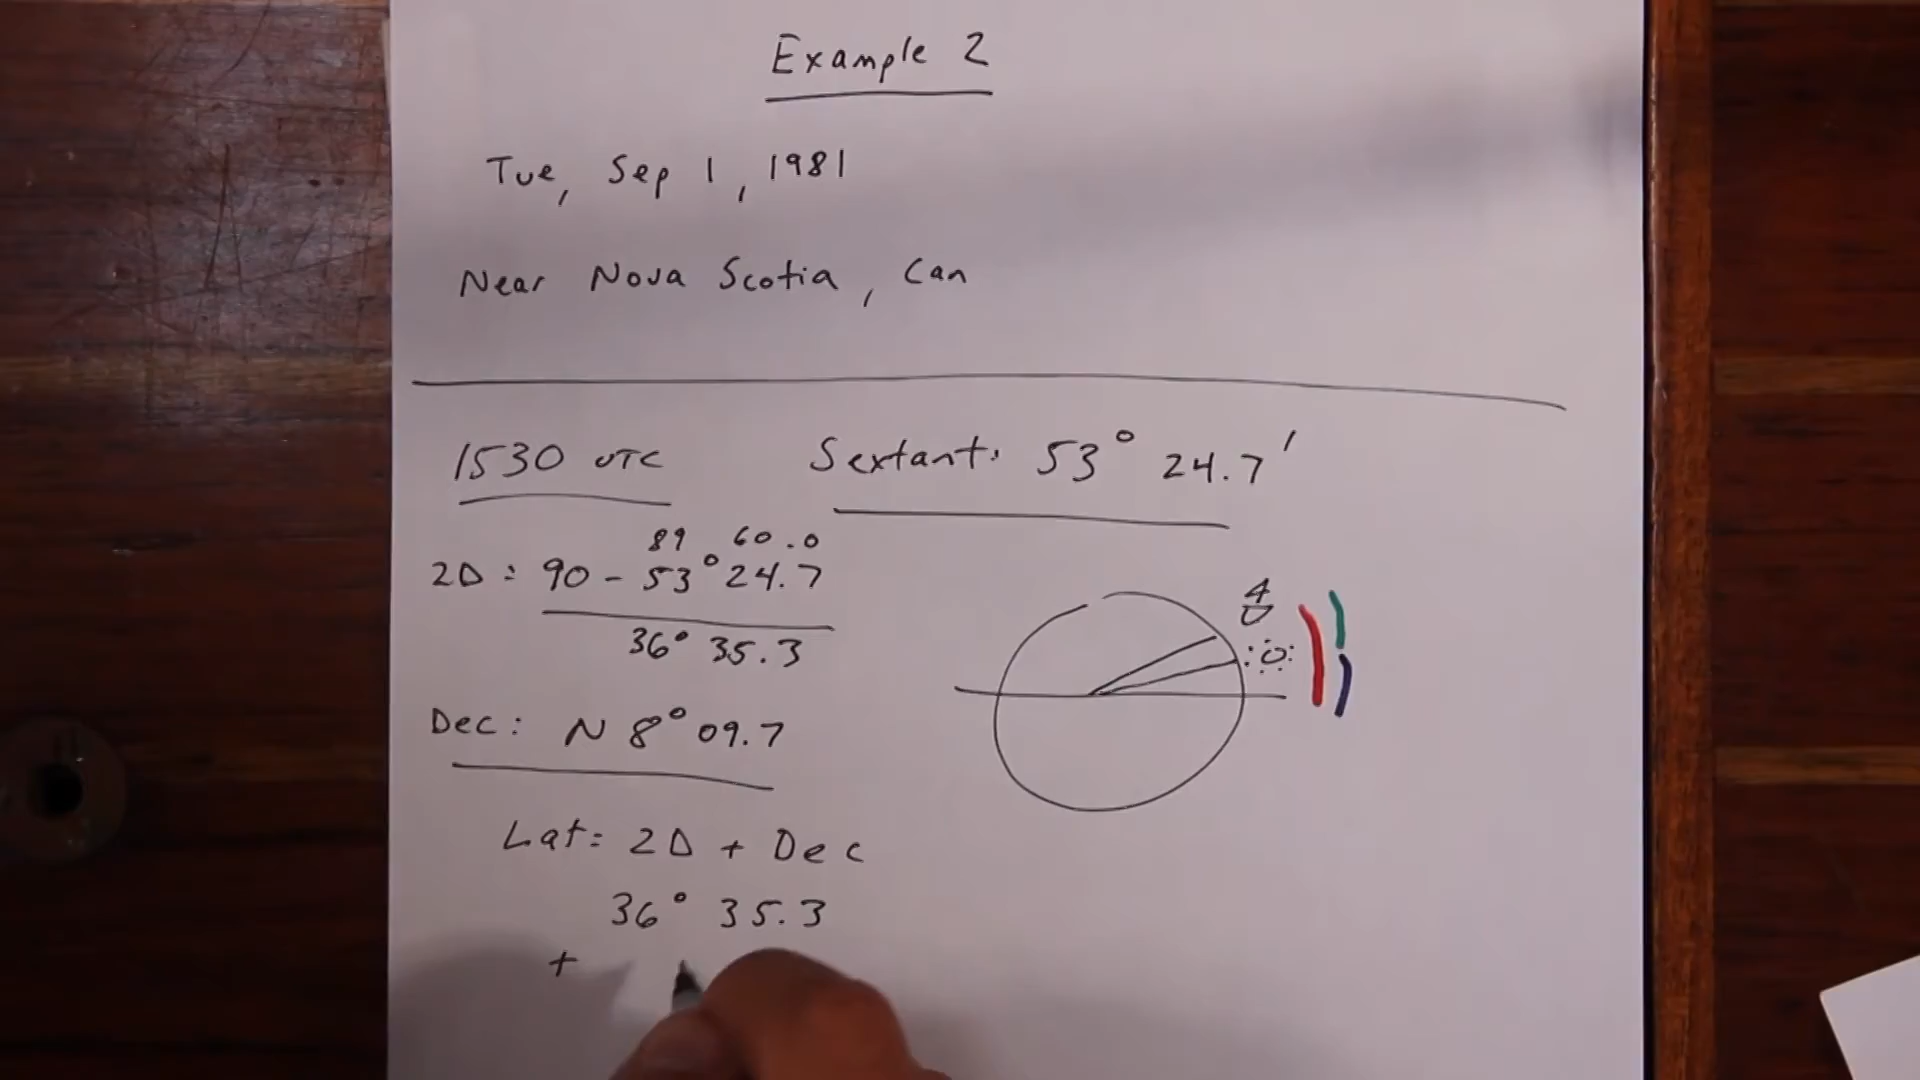 Example 2
Tue, Sep 1, 1981
Near Nova Scotia, Can
1530 UTC Sextant: 53° 24.7'
89 60.0
ZD: 90 - 53° 24.7
36° 35.3
Dec: N 8° 09.7
Lat: ZD + Dec
36° 35.3
+